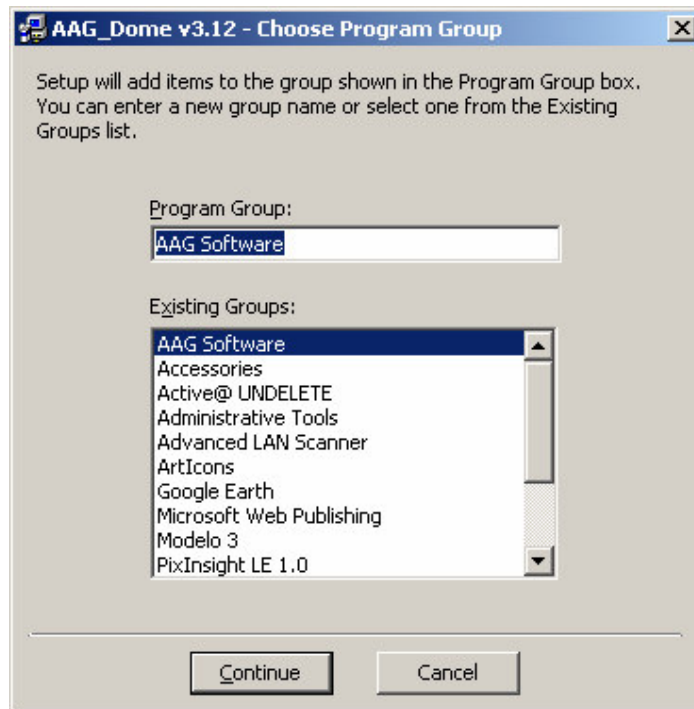 AAG_Dome v3.12 - Choose Program Group
Setup will add items to the group shown in the Program Group box.
You can enter a new group name or select one from the Existing
Groups list.
Program Group:
AAG Software
Existing Groups:
AAG Software
Accessories
Active@ UNDELETE
Administrative Tools
Advanced LAN Scanner
ArtIcons
Google Earth
Microsoft Web Publishing
Modelo 3
PixInsight LE 1.0
Continue
Cancel